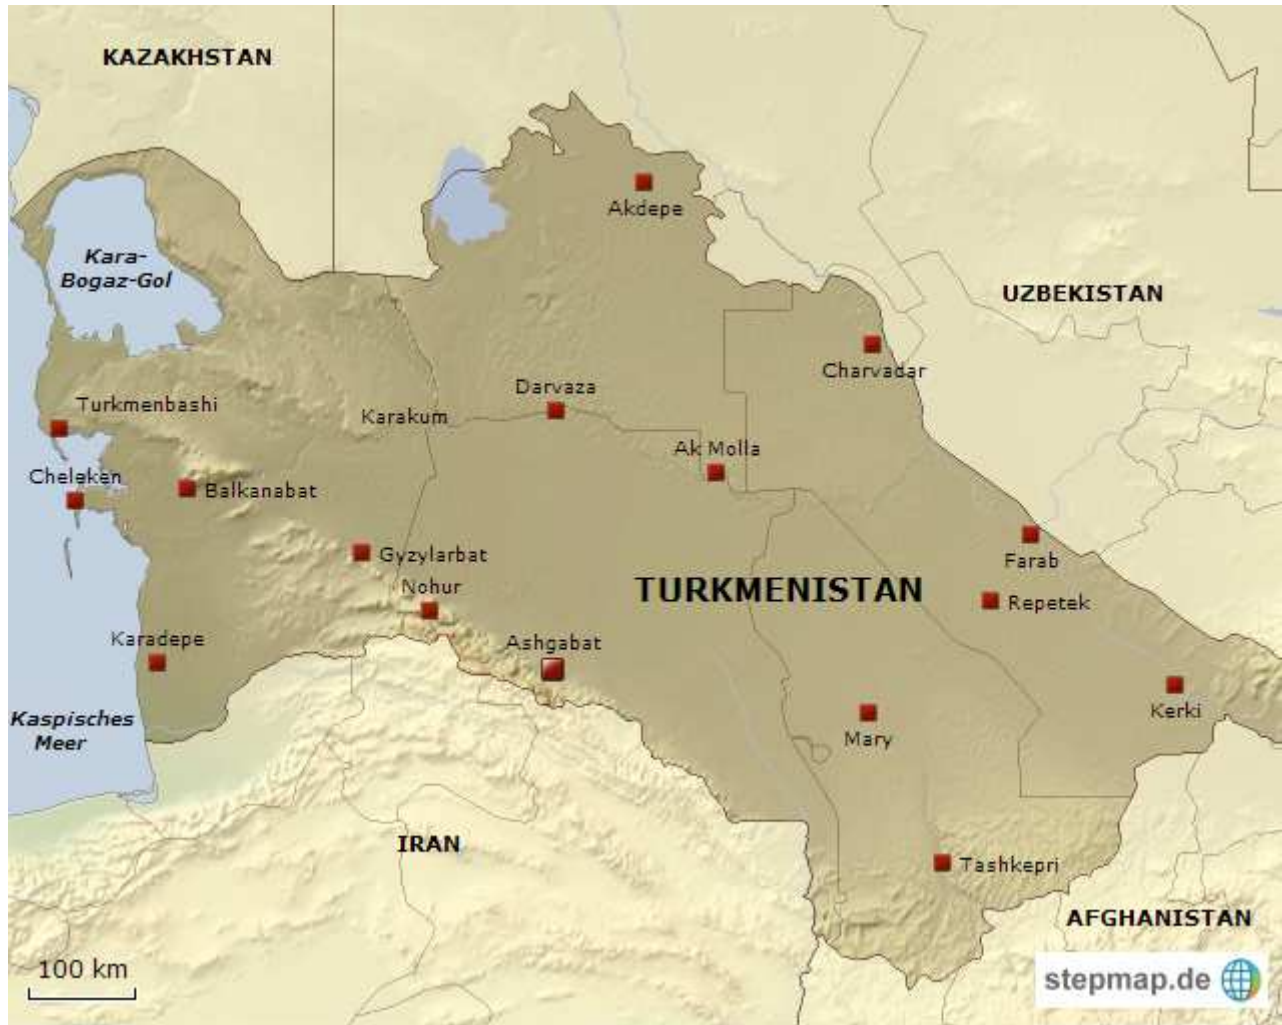 KAZAKHSTAN
Akdepe
Kara-
Bogaz-Gol
UZBEKISTAN
Charvadar
Darvaza
Turkmenbashi
Karakum
Ak Molla
Cheleken
Balkanabat
Gyzylarbat
Farab
Nohur
TURKMENISTAN
Repetek
Karadepe
Ashgabat
Kaspisches
Meer
Kerki
Mary
IRAN
Tashkepri
AFGHANISTAN
100 km
stepmap.de